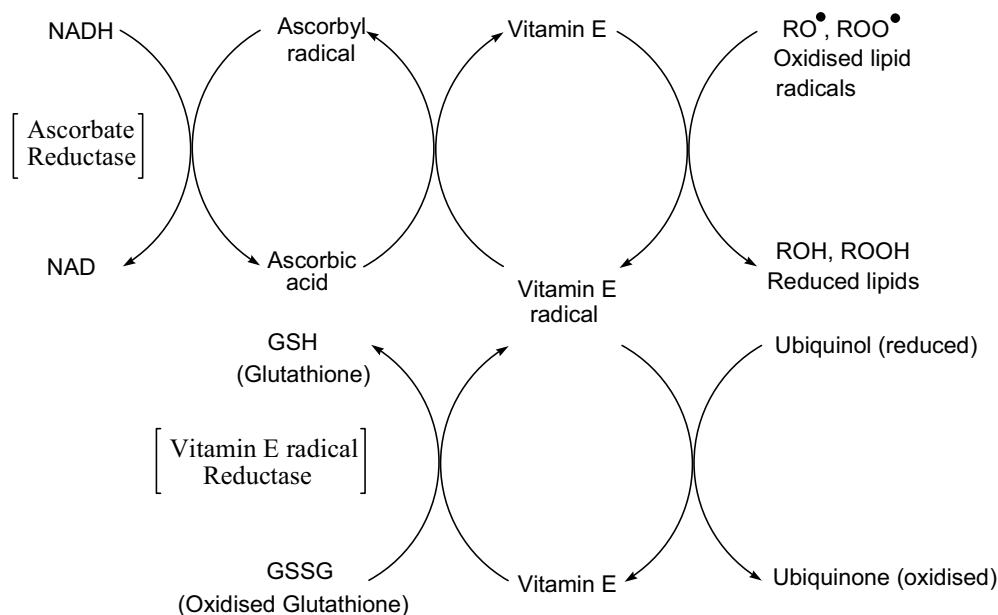 NADH
Ascorbyl
radical
Vitamin E
RO●, ROO●
Oxidised lipid
radicals
[ Ascorbate
Reductase ]
NAD
Ascorbic
acid
Vitamin E
radical
ROH, ROOH
Reduced lipids
GSH
(Glutathione)
Ubiquinol (reduced)
[ Vitamin E radical
Reductase ]
GSSG
(Oxidised Glutathione)
Vitamin E
Ubiquinone (oxidised)